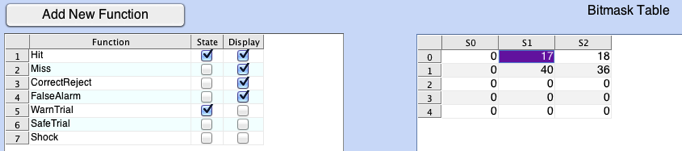 Add New Function
Bitmask Table
Function State Display
1 Hit
2 Miss
3 CorrectReject
4 FalseAlarm
5 WarnTrial
6 SafeTrial
7 Shock
S0 S1 S2
0 0 17 18
1 0 40 36
2 0 0 0
3 0 0 0
4 0 0 0